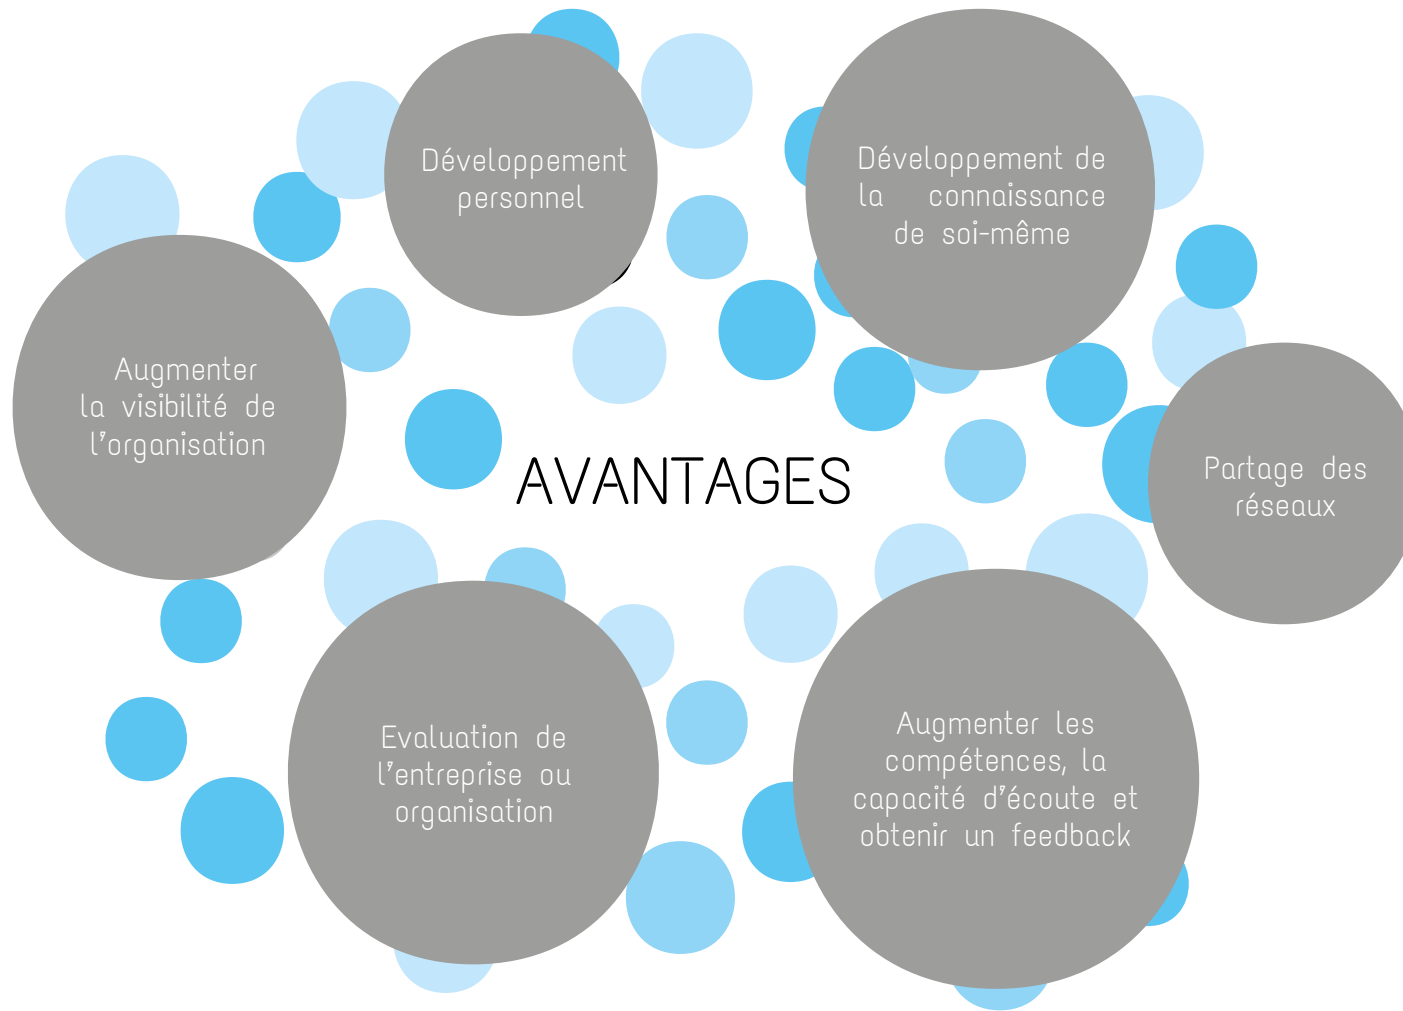 Développement
personnel
Développement de
la connaissance
de soi-même
Augmenter
la visibilité de
l'organisation
AVANTAGES
Partage des
réseaux
Evaluation de
l'entreprise ou
organisation
Augmenter les
compétences, la
capacité d'écoute et
obtenir un feedback